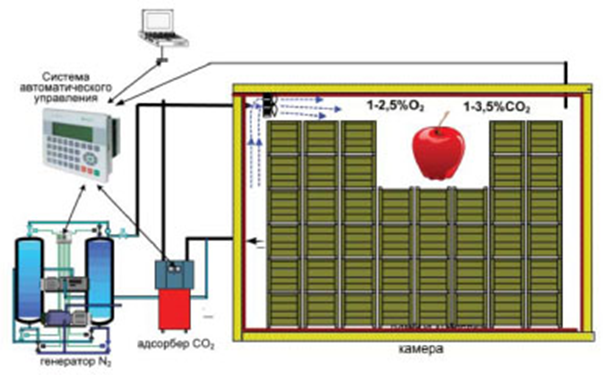 Система
автоматического
управления
1-2,5%O₂
1-3,5%CO₂
генератор N₂
адсорбер CO₂
камера